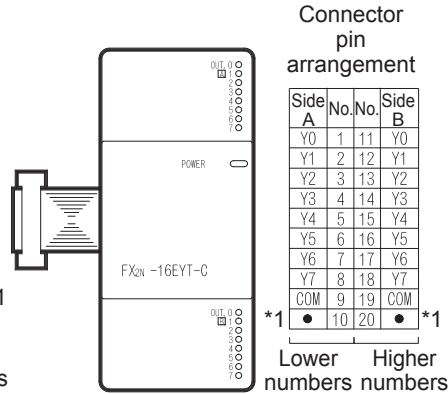 Connector
pin
arrangement
OUT 0
A 1
2
3
4
5
6
7
POWER
FX2N -16EYT-C
1
OUT 0
B 1
2
3
4
5
6
7
s
Side A No. No. Side B
Y0 1 11 Y0
Y1 2 12 Y1
Y2 3 13 Y2
Y3 4 14 Y3
Y4 5 15 Y4
Y5 6 16 Y5
Y6 7 17 Y6
Y7 8 18 Y7
COM 9 19 COM
*1 ● 10 20 ● *1
Lower Higher
numbers numbers